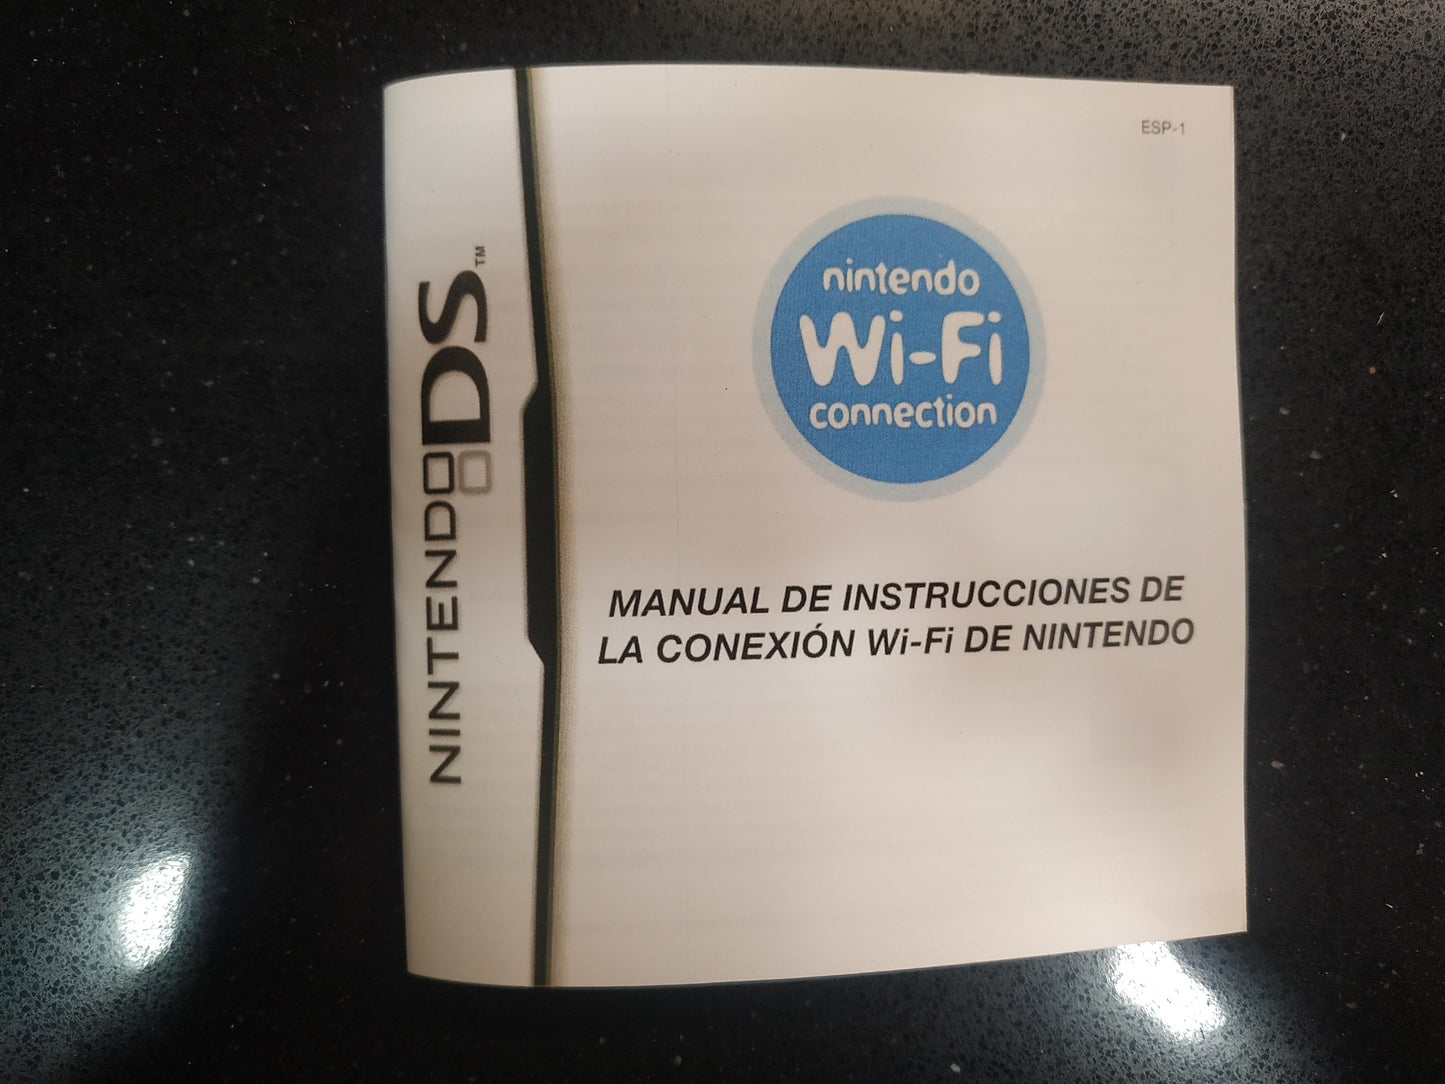 ESP-1
NINTENDO DS™
nintendo
Wi-Fi
connection
MANUAL DE INSTRUCCIONES DE
LA CONEXIÓN Wi-Fi DE NINTENDO